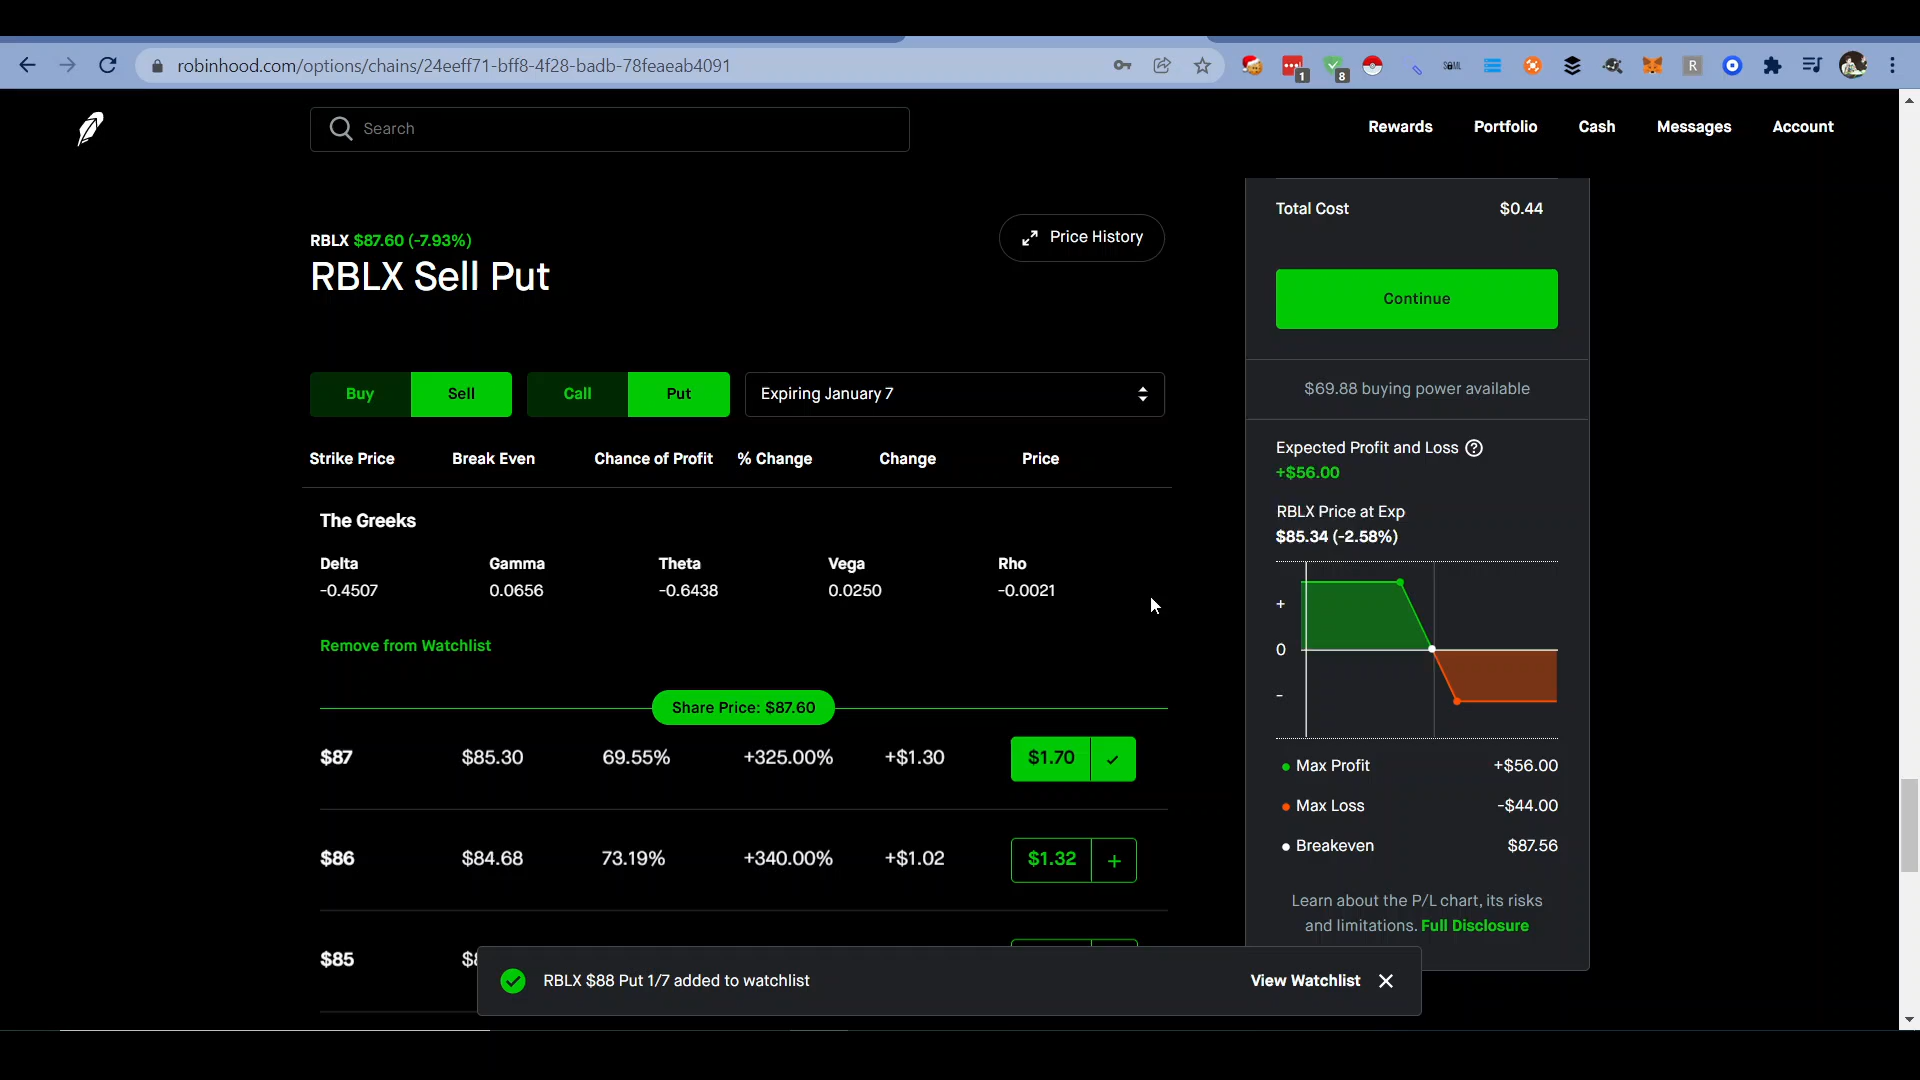 robinhood.com/options/chains/24eeff71-bff8-4f28-badb-78feaeab4091
1
8
R
Search
Rewards Portfolio Cash Messages Account
RBLX $87.60 (-7.93%)
RBLX Sell Put
Price History
Buy Sell Call Put Expiring January 7
Strike Price Break Even Chance of Profit % Change Change Price
The Greeks
Delta Gamma Theta Vega Rho
-0.4507 0.0656 -0.6438 0.0250 -0.0021
Remove from Watchlist
Share Price: $87.60
$87 $85.30 69.55% +325.00% +$1.30 $1.70
$86 $84.68 73.19% +340.00% +$1.02 $1.32 +
$85
Total Cost $0.44
Continue
$69.88 buying power available
Expected Profit and Loss ?
+$56.00
RBLX Price at Exp
$85.34 (-2.58%)
+
0
-
Max Profit +$56.00
Max Loss -$44.00
Breakeven $87.56
Learn about the P/L chart, its risks
and limitations. Full Disclosure
RBLX $88 Put 1/7 added to watchlist View Watchlist